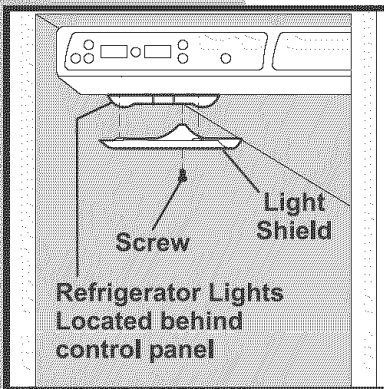 Light
Shield
Screw
Refrigerator Lights
Located behind
control panel